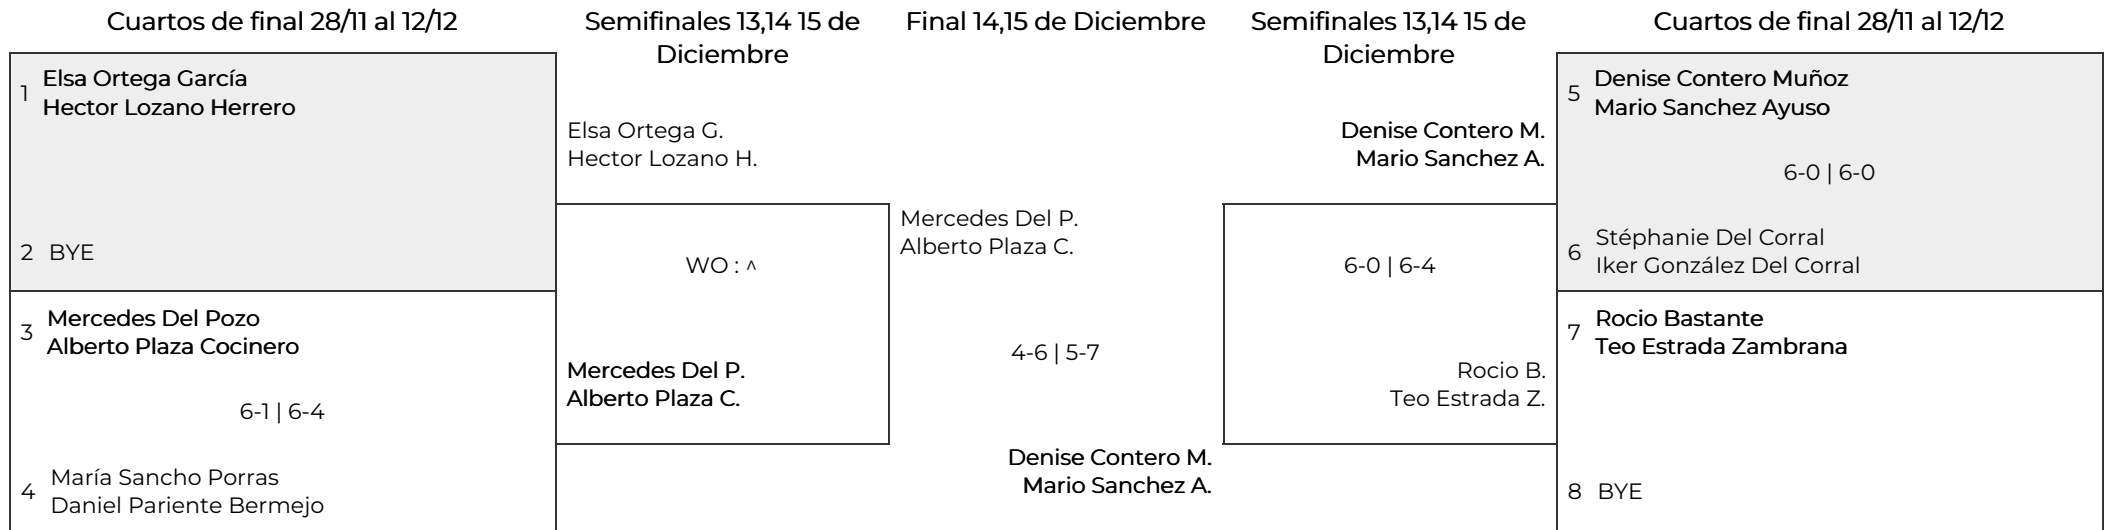 Cuartos de final 28/11 al 12/12
Semifinales 13,14 15 de
Diciembre
Final 14,15 de Diciembre
Semifinales 13,14 15 de
Diciembre
Cuartos de final 28/11 al 12/12
1
Elsa Ortega García
Hector Lozano Herrero
2 BYE
3
Mercedes Del Pozo
Alberto Plaza Cocinero
6-1 | 6-4
4
María Sancho Porras
Daniel Pariente Bermejo
Elsa Ortega G.
Hector Lozano H.
WO : ^
Mercedes Del P.
Alberto Plaza C.
Mercedes Del P.
Alberto Plaza C.
4-6 | 5-7
Denise Contero M.
Mario Sanchez A.
Denise Contero M.
Mario Sanchez A.
6-0 | 6-4
Rocio B.
Teo Estrada Z.
5
Denise Contero Muñoz
Mario Sanchez Ayuso
6-0 | 6-0
6
Stéphanie Del Corral
Iker González Del Corral
7
Rocio Bastante
Teo Estrada Zambrana
8 BYE